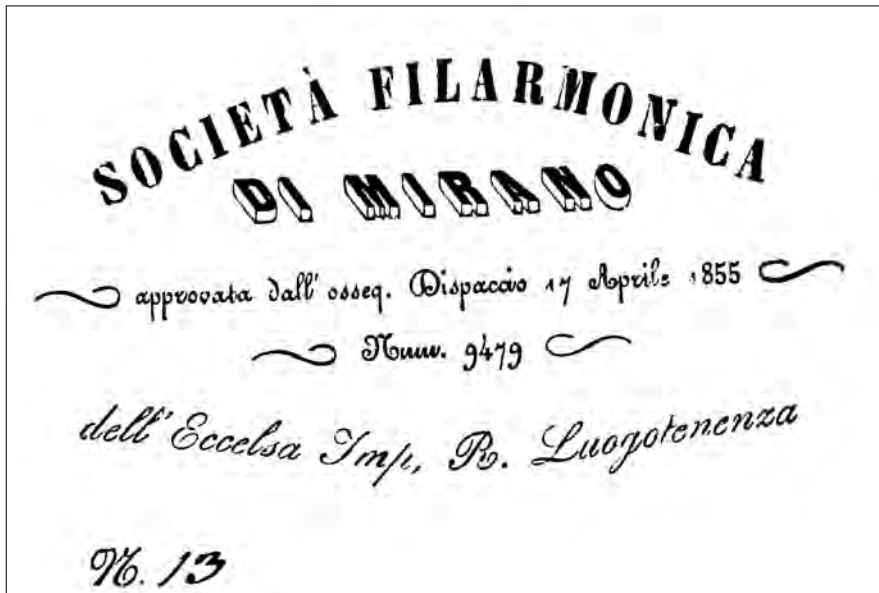 SOCIETÀ FILARMONICA
DI MIRANO
approvata dall' osseq. Dispaccio 17 Aprile 1855
Num. 9479
dell' Eccelsa Imp. R. Luogotenenza
N. 13